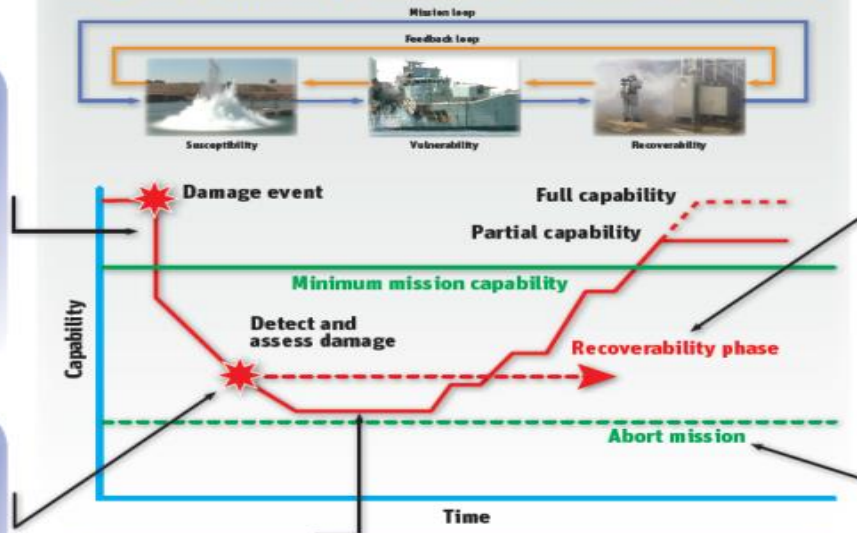 Mission loop
Feedback loop
Susceptibility
Vulnerability
Recoverability
Damage event
Full capability
Partial capability
Minimum mission capability
Detect and
assess damage
Recoverability phase
Capability
Abort mission
Time